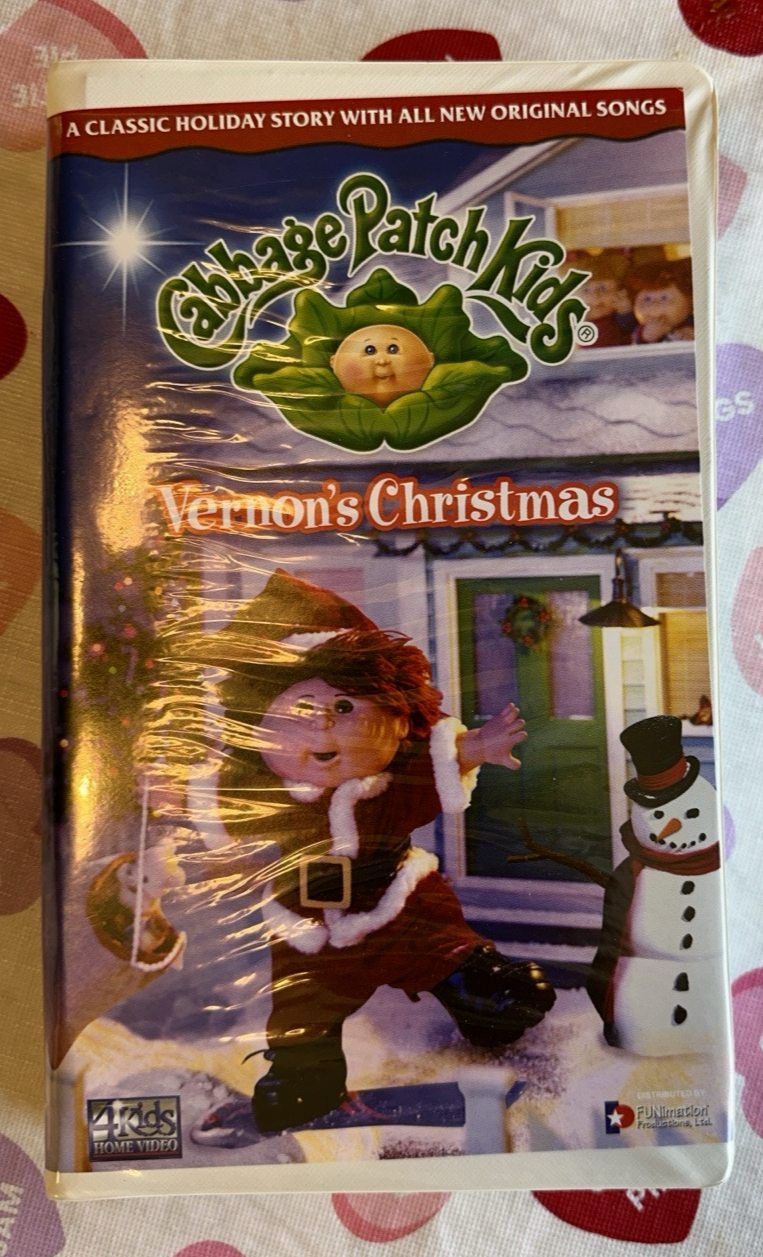 A CLASSIC HOLIDAY STORY WITH ALL NEW ORIGINAL SONGS
Cabbage Patch Kids®
Vernon's Christmas
4Kids
HOME VIDEO
DISTRIBUTED BY
FUNimation
Productions, Ltd.
GS